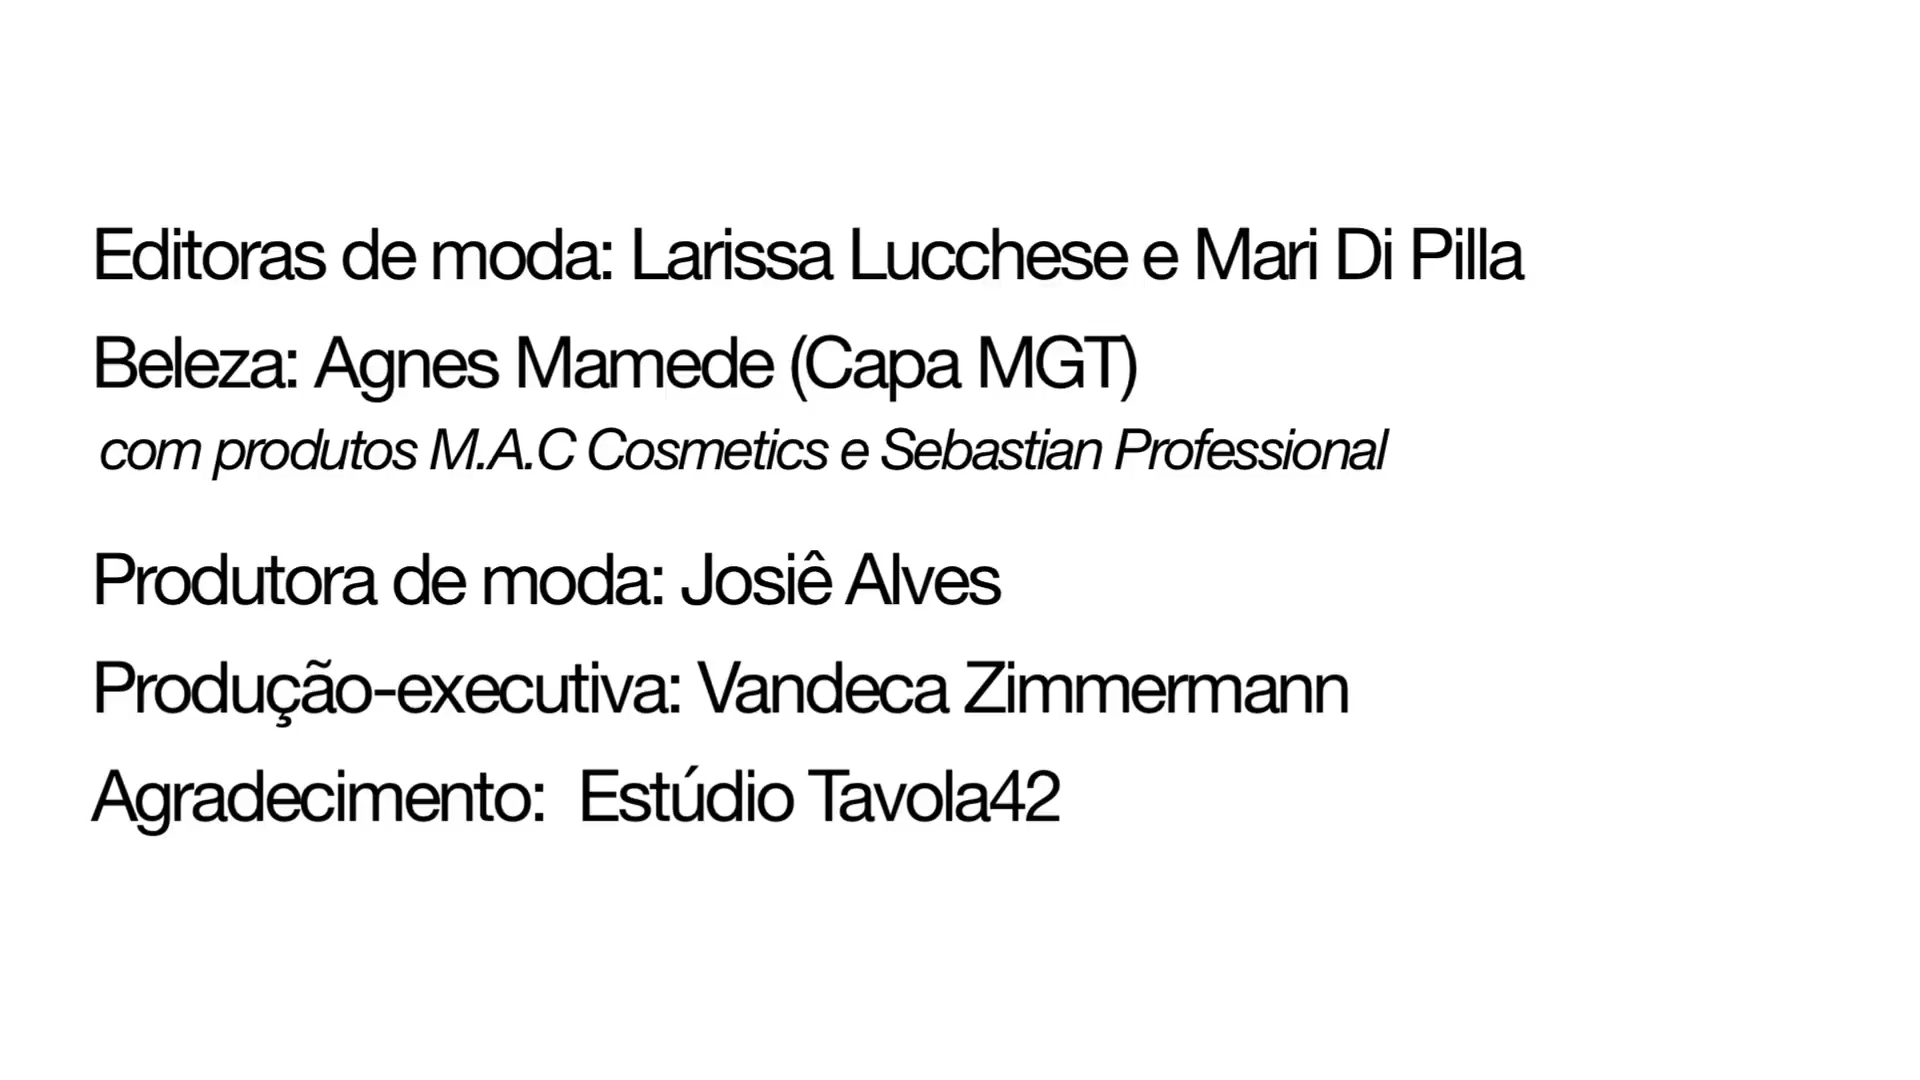 Editoras de moda: Larissa Lucchese e Mari Di Pilla
Beleza: Agnes Mamede (Capa MGT)
com produtos M.A.C Cosmetics e Sebastian Professional
Produtora de moda: Josiê Alves
Produção-executiva: Vandeca Zimmermann
Agradecimento: Estúdio Tavola42